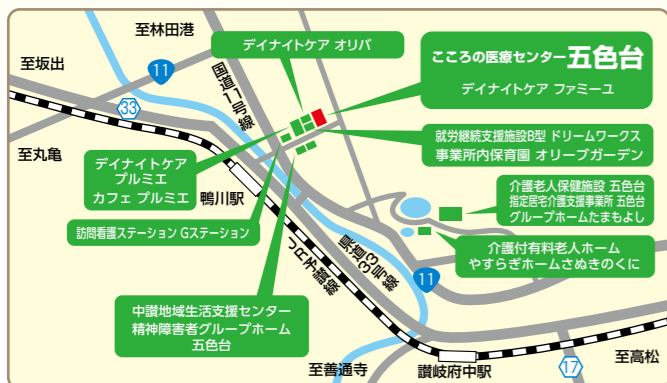 至林田港
デイナイトケア オリバ
こころの医療センター 五色台
デイナイトケア ファミーユ
至坂出
11
国道11号線
33
就労継続支援施設B型 ドリームワークス
事業所内保育園 オリーブガーデン
至丸亀
デイナイトケア
プルミエ
カフェ プルミエ
鴨川駅
介護老人保健施設 五色台
指定居宅介護支援事業所 五色台
グループホームたまもよし
訪問看護ステーション Gステーション
介護付有料老人ホーム
やすらぎホームさぬきのくに
JR予讃線
県道33号線
11
中讃地域生活支援センター
精神障害者グループホーム
五色台
至善通寺
讃岐府中駅
17
至高松